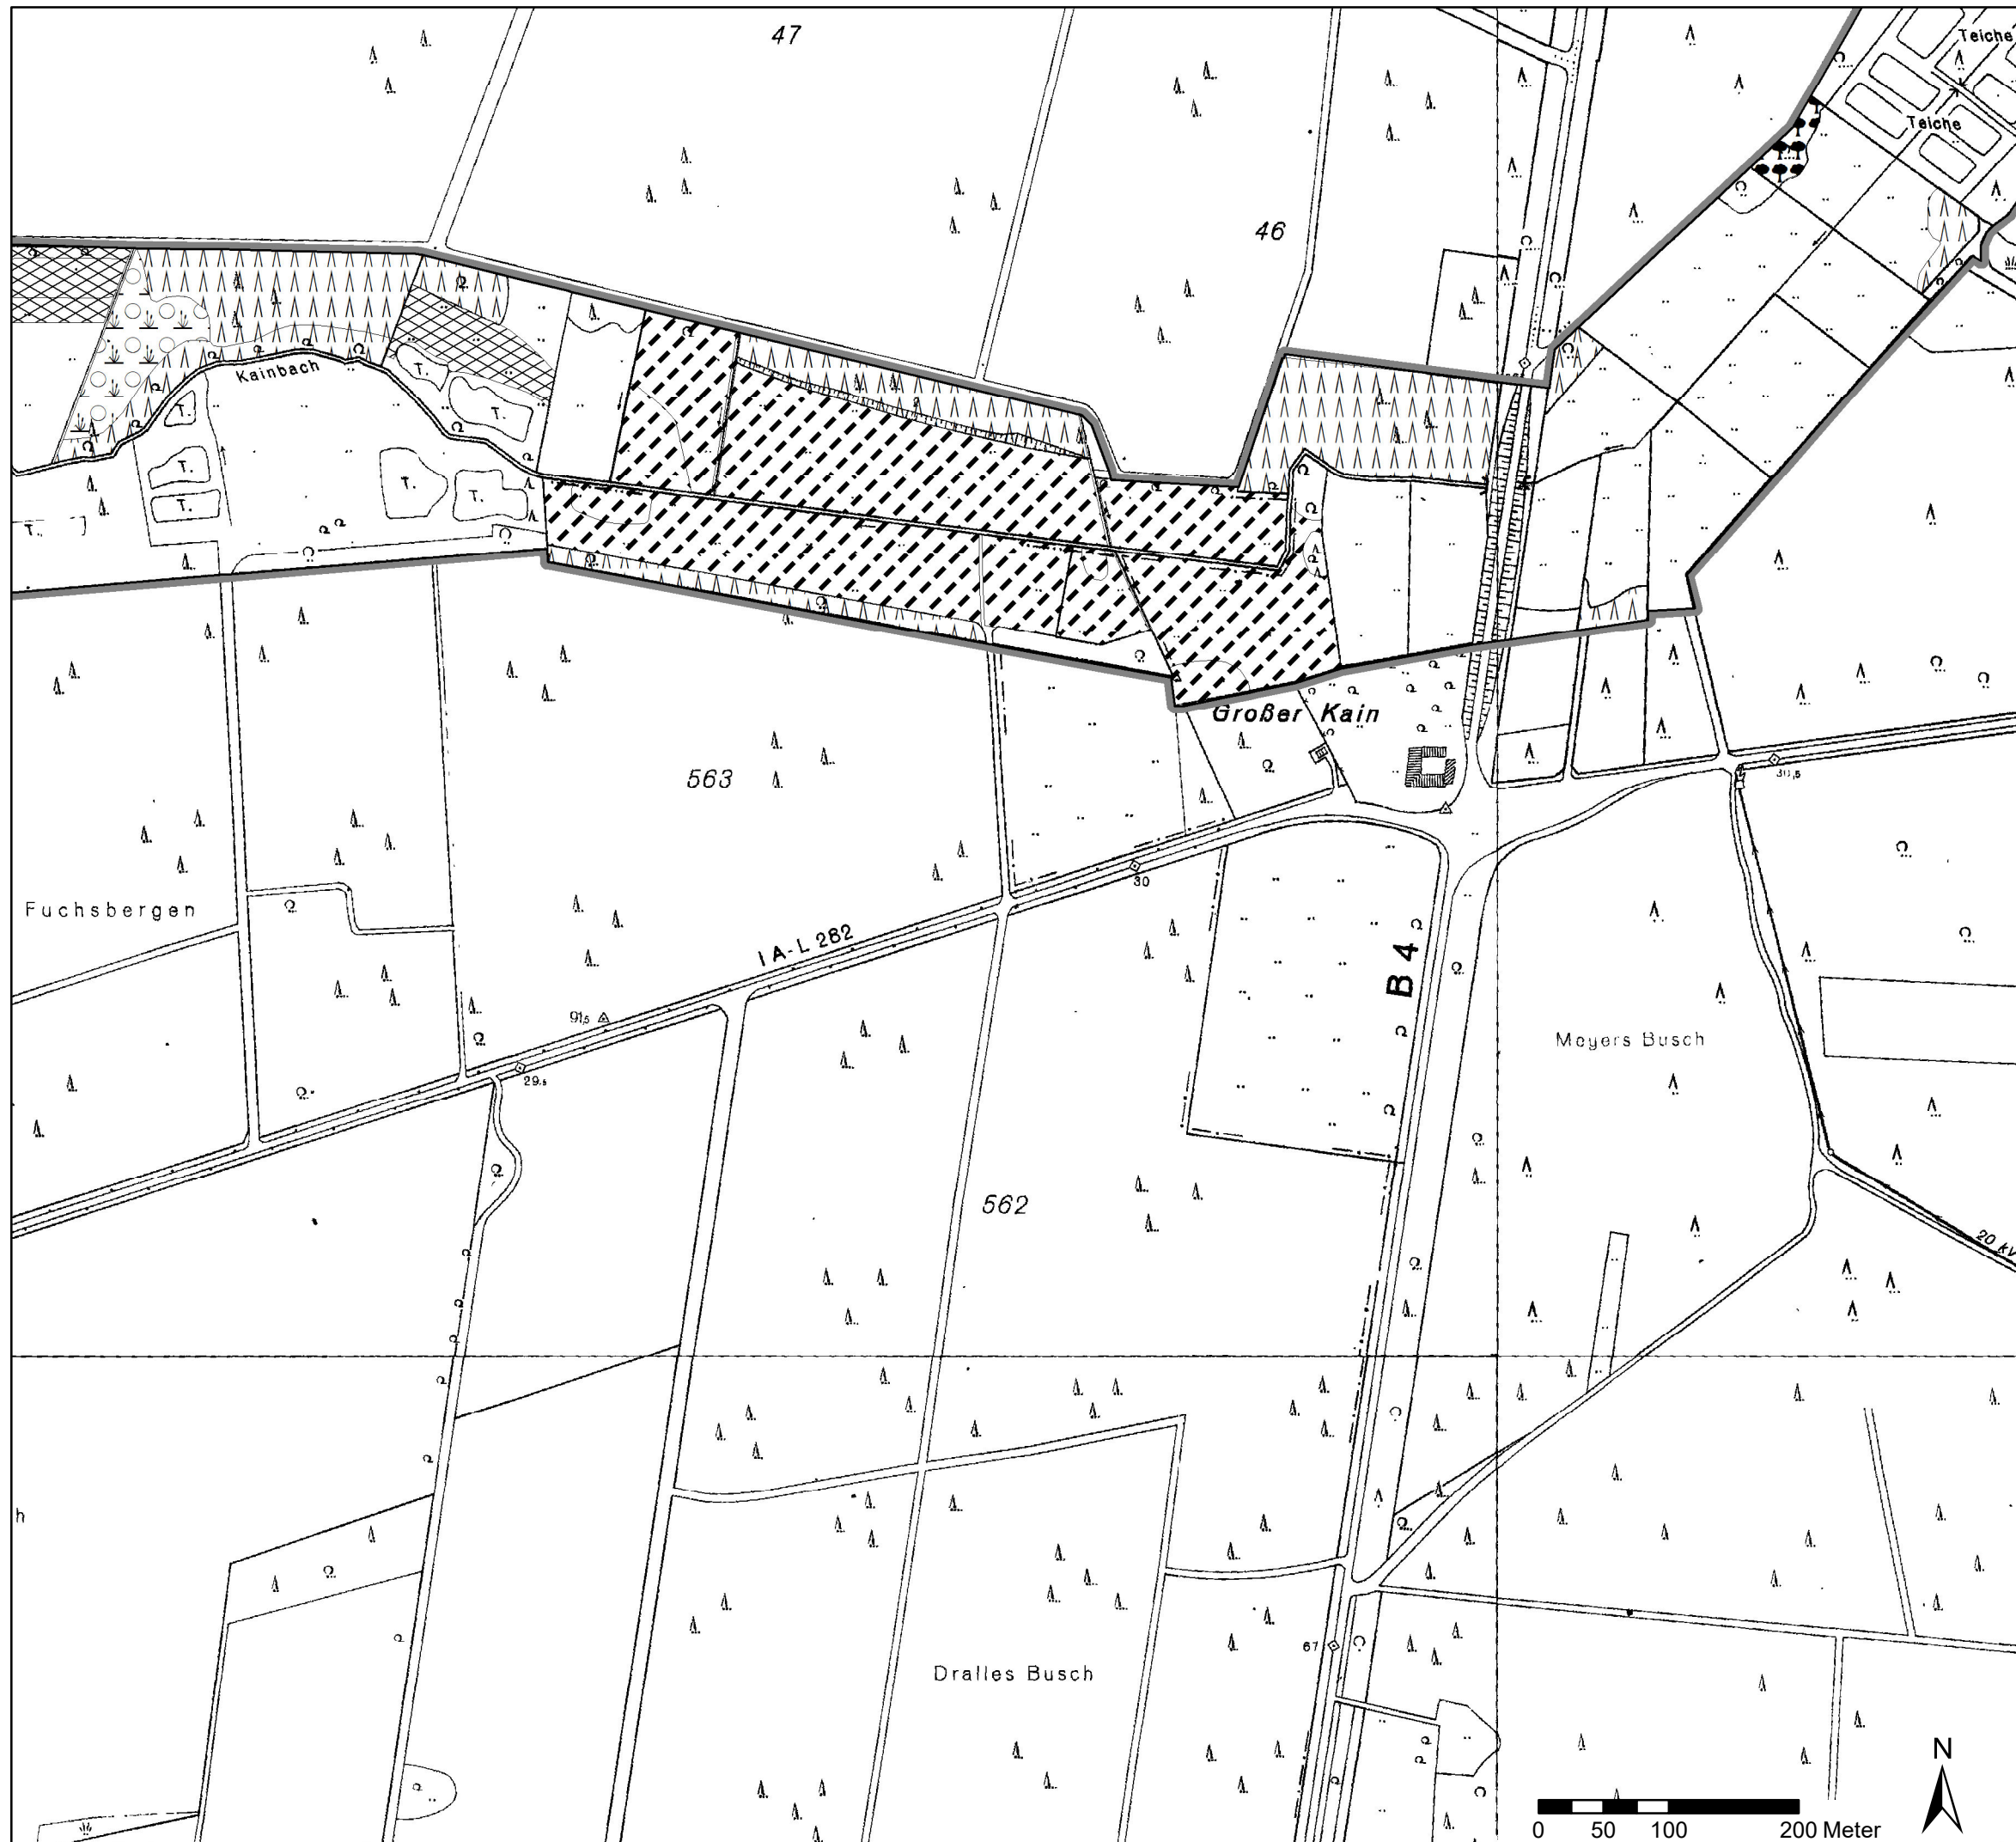 47
Teiche
Teiche
46
Kainbach
T.
T.
T.
T.
T.
T.
T.
T.
Großer Kain
563
30,5
30
Fuchsbergen
I A-L 282
B 4
91,5
29,5
Meyers Busch
562
20 kV
h
67
Dralles Busch
N
0 50 100 200 Meter